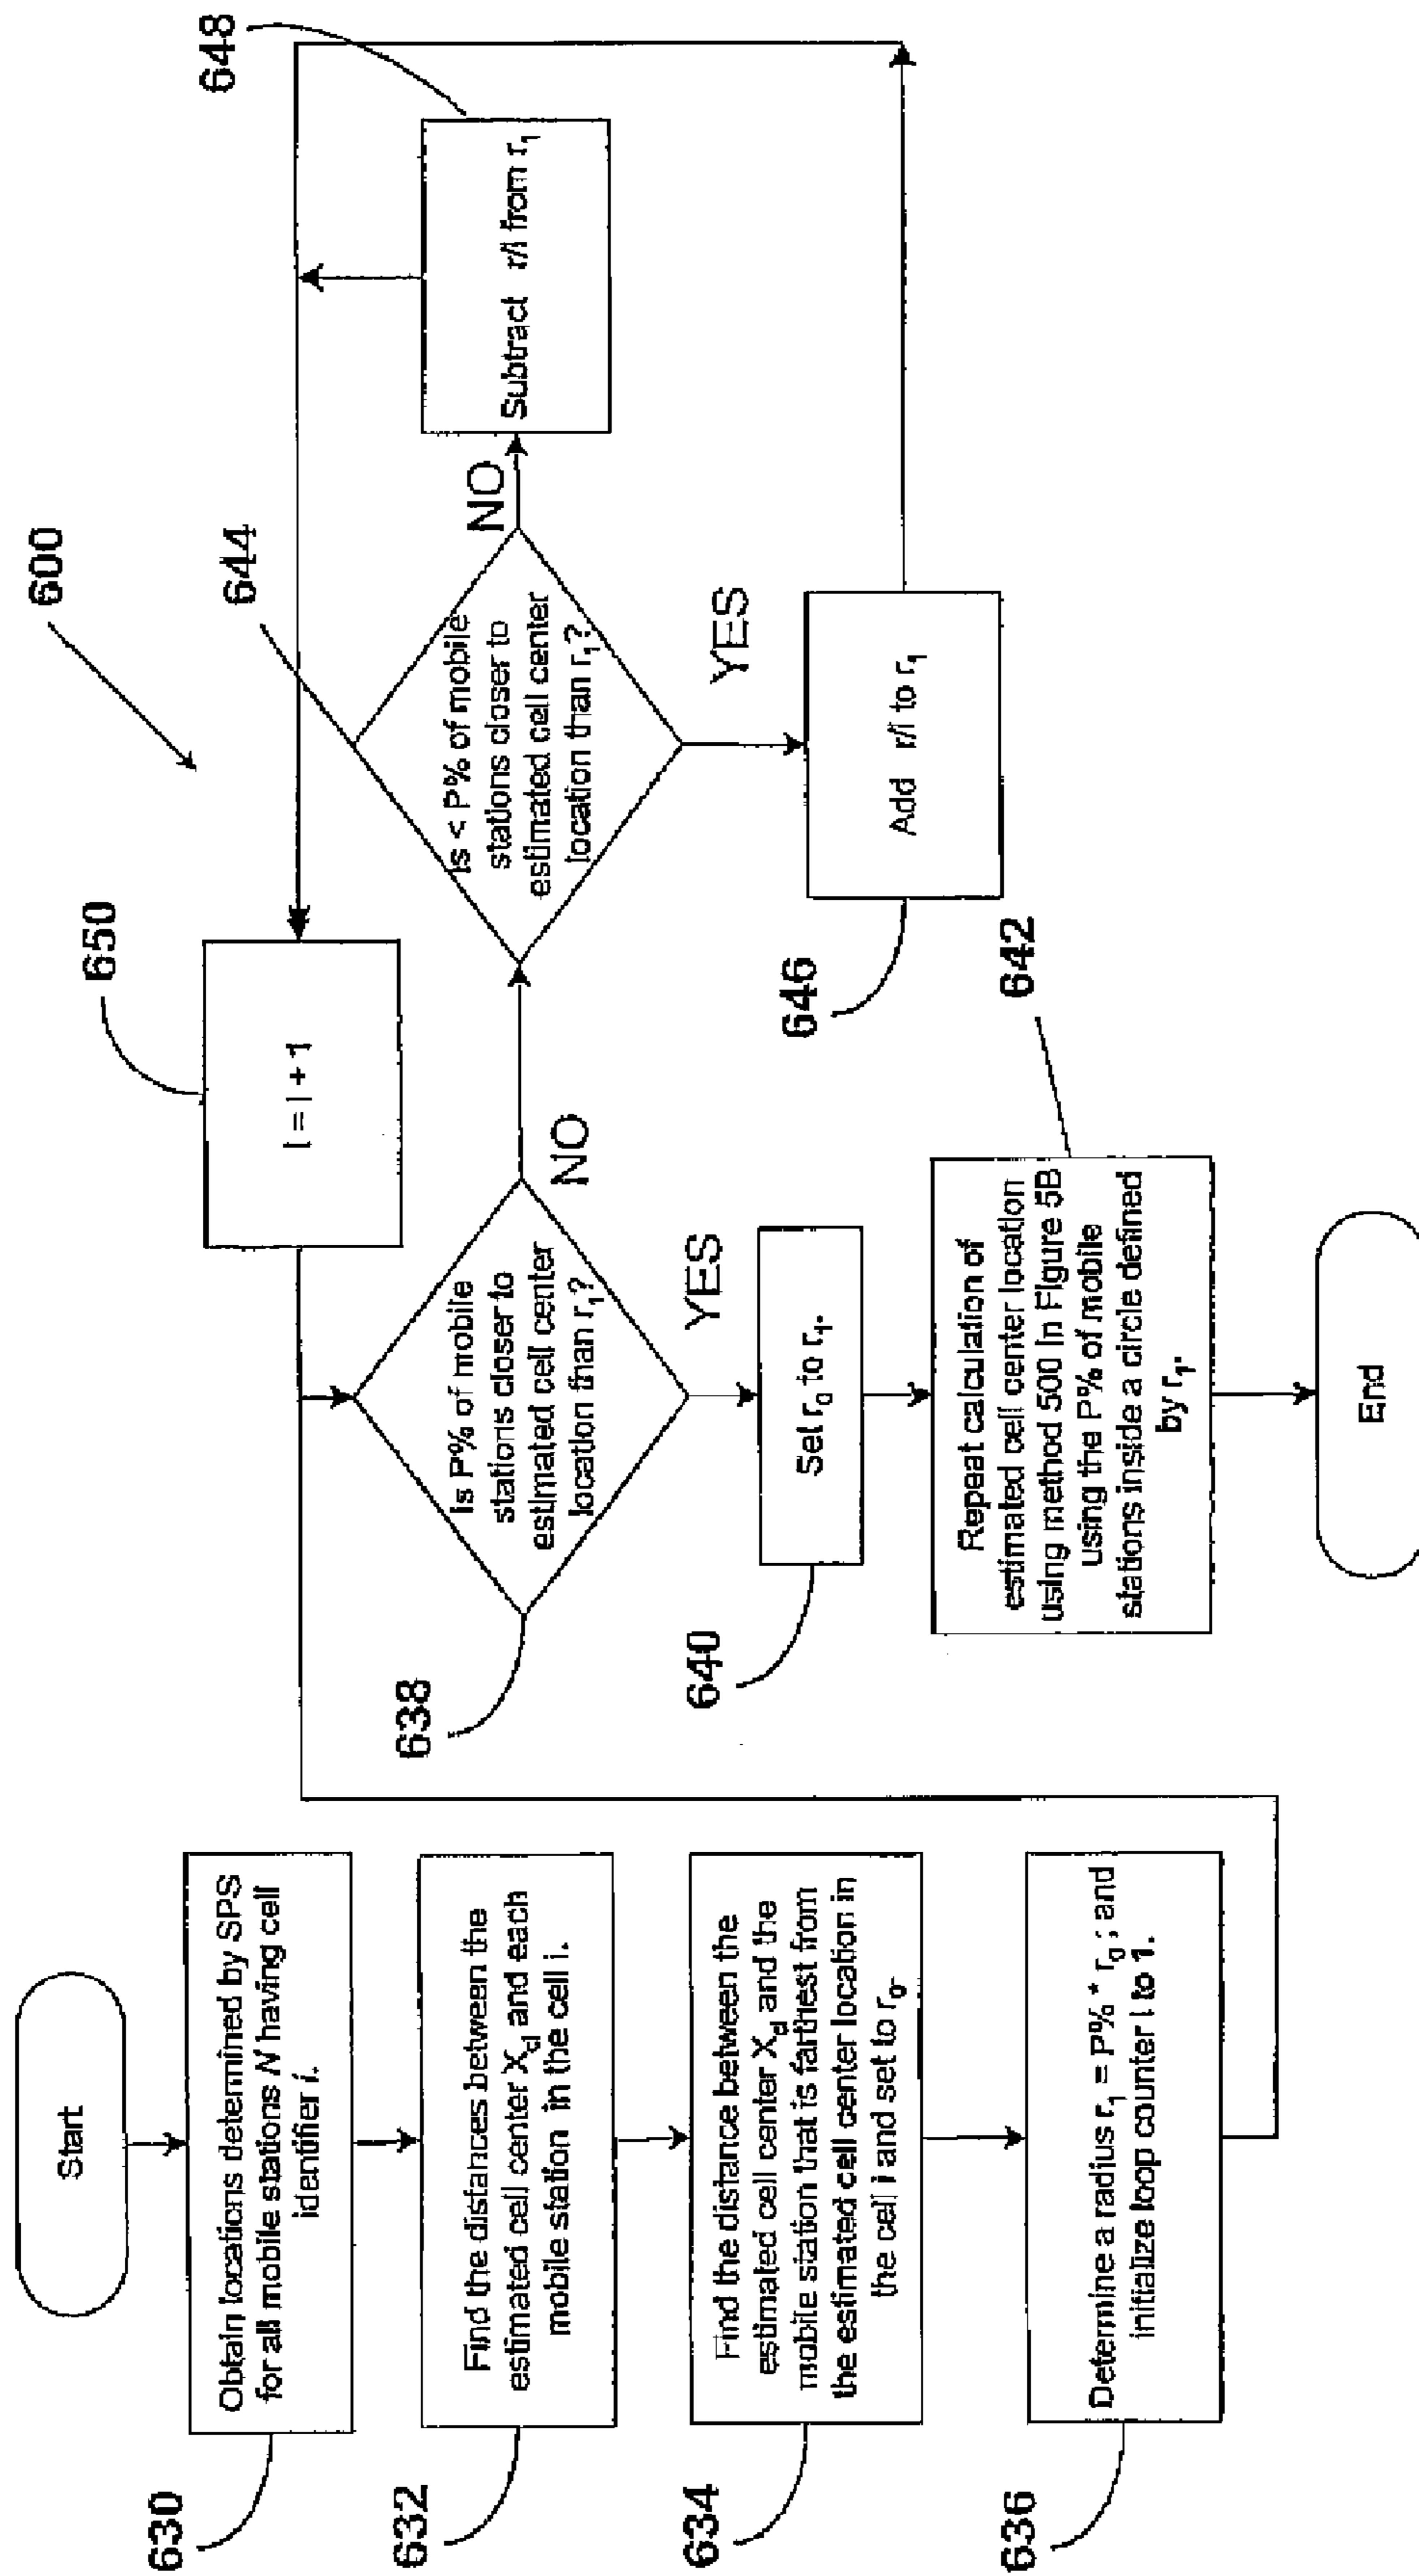 600
Start
630
Obtain locations determined by SPS
for all mobile stations N having cell
identifier i.
632
Find the distances between the
estimated cell center Xci and each
mobile station in the cell i.
634
Find the distance between the
estimated cell center Xci and the
mobile station that is farthest from
the estimated cell center location in
the cell i and set to r0.
636
Determine a radius r1 = P% * r0 ; and
initialize loop counter l to 1.
650
l = l + 1
638
Is P% of mobile
stations closer to
estimated cell center
location than r1?
NO
YES
640
Set r0 to r1.
642
Repeat calculation of
estimated cell center location
using method 500 in Figure 5B
using the P% of mobile
stations inside a circle defined
by r1.
End
644
Is < P% of mobile
stations closer to
estimated cell center
location than r1?
NO
YES
646
Add r/l to r1
648
Subtract r/l from r1